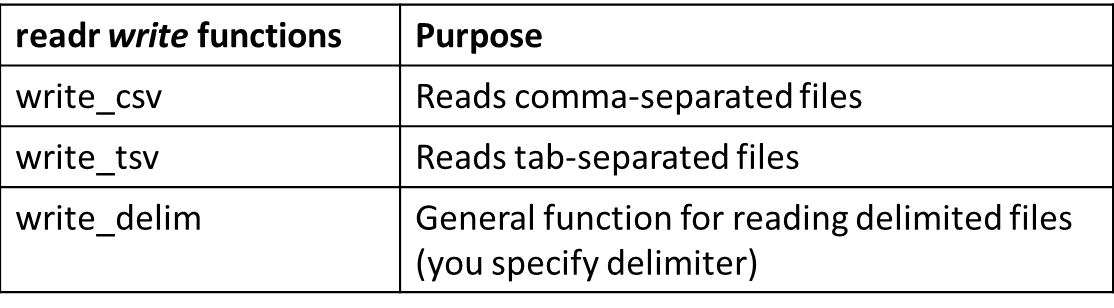 readr write functions Purpose
write_csv Reads comma-separated files
write_tsv Reads tab-separated files
write_delim General function for reading delimited files
(you specify delimiter)